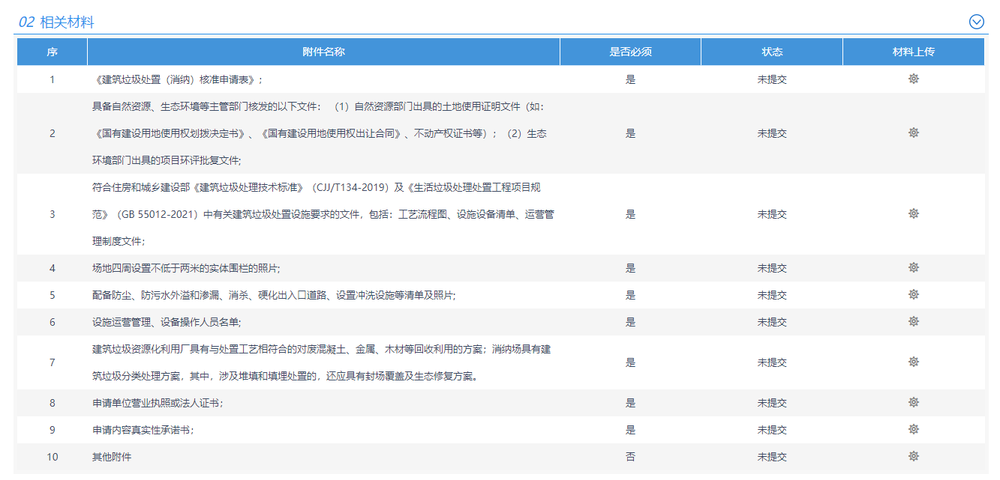 02 相关材料
序 附件名称 是否必须 状态 材料上传
1 《建筑垃圾处置（消纳）核准申请表》； 是 未提交
具备自然资源、生态环境等主管部门核发的以下文件： （1）自然资源部门出具的土地使用证明文件（如：
2 《国有建设用地使用权划拨决定书》、《国有建设用地使用权出让合同》、不动产权证书等）；（2）生态 是 未提交
环境部门出具的项目环评批复文件;
符合住房和城乡建设部《建筑垃圾处理技术标准》（CJJ/T134-2019）及《生活垃圾处理处置工程项目规
3 范》（GB 55012-2021）中有关建筑垃圾处置设施要求的文件，包括：工艺流程图、设施设备清单、运营管 是 未提交
理制度文件；
4 场地四周设置不低于两米的实体围栏的照片; 是 未提交
5 配备防尘、防污水外溢和渗漏、消杀、硬化出入口道路、设置冲洗设施等清单及照片; 是 未提交
6 设施运营管理、设备操作人员名单; 是 未提交
建筑垃圾资源化利用厂具有与处置工艺相符合的对废混凝土、金属、木材等回收利用的方案；消纳场具有建
7 筑垃圾分类处理方案，其中，涉及堆填和填埋处置的，还应具有封场覆盖及生态修复方案。 是 未提交
8 申请单位营业执照或法人证书； 是 未提交
9 申请内容真实性承诺书； 是 未提交
10 其他附件 否 未提交